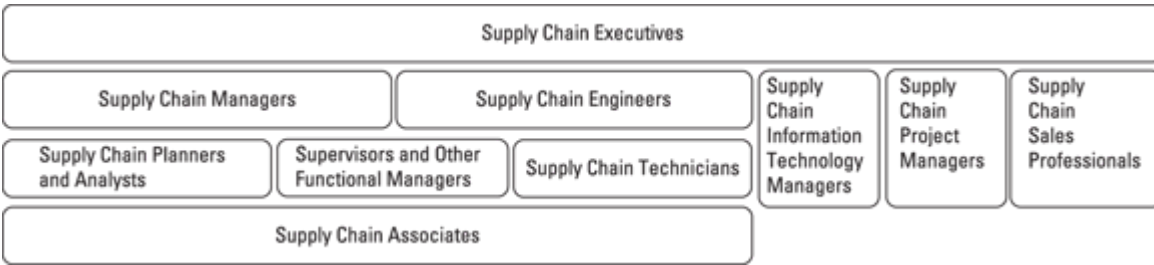 Supply Chain Executives
Supply Chain Managers
Supply Chain Engineers
Supply
Chain
Information
Technology
Managers
Supply
Chain
Project
Managers
Supply
Chain
Sales
Professionals
Supply Chain Planners
and Analysts
Supervisors and Other
Functional Managers
Supply Chain Technicians
Supply Chain Associates